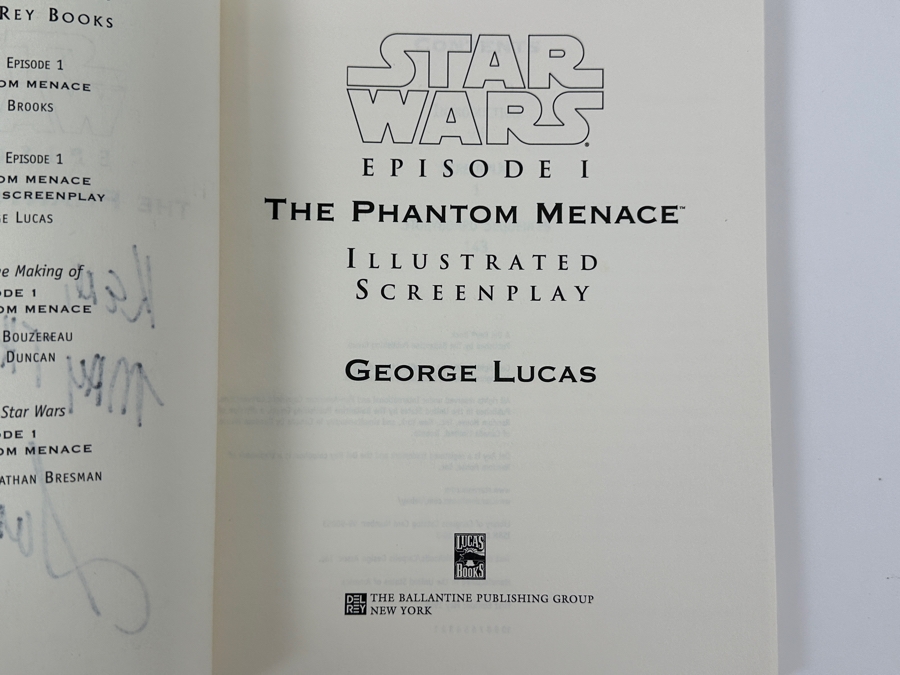 REY BOOKS
EPISODE 1
OM MENACE
BROOKS
EPISODE 1
OM MENACE
SCREENPLAY
GE LUCAS
e Making of
ODE 1
OM MENACE
BOUZEREAU
DUNCAN
Star Wars
ODE 1
OM MENACE
ATHAN BRESMAN
STAR
WARS
EPISODE I
THE PHANTOM MENACE™
ILLUSTRATED
SCREENPLAY
GEORGE LUCAS
LUCAS
BOOKS
DEL
REY
THE BALLANTINE PUBLISHING GROUP
NEW YORK